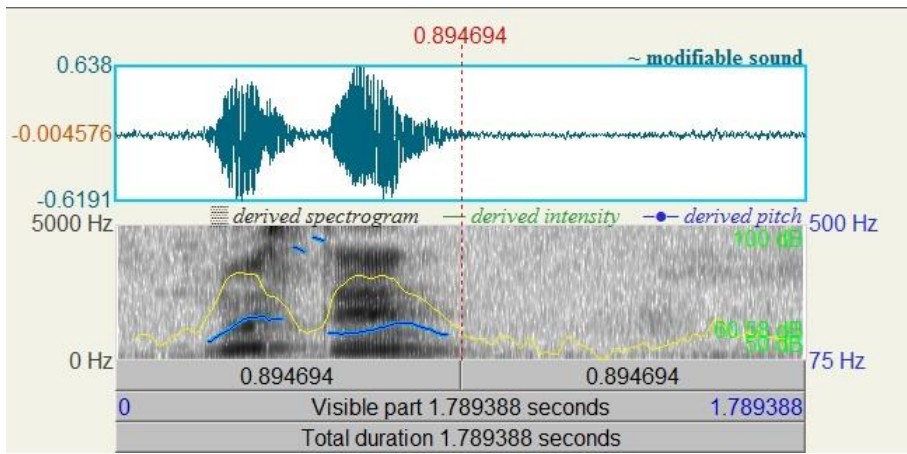 0.894694
0.638 ~ modifiable sound
-0.004576
-0.6191
derived spectrogram — derived intensity derived pitch
5000 Hz 100 dB 500 Hz
60.58 dB
50 dB
0 Hz 75 Hz
0.894694 0.894694
0 Visible part 1.789388 seconds 1.789388
Total duration 1.789388 seconds